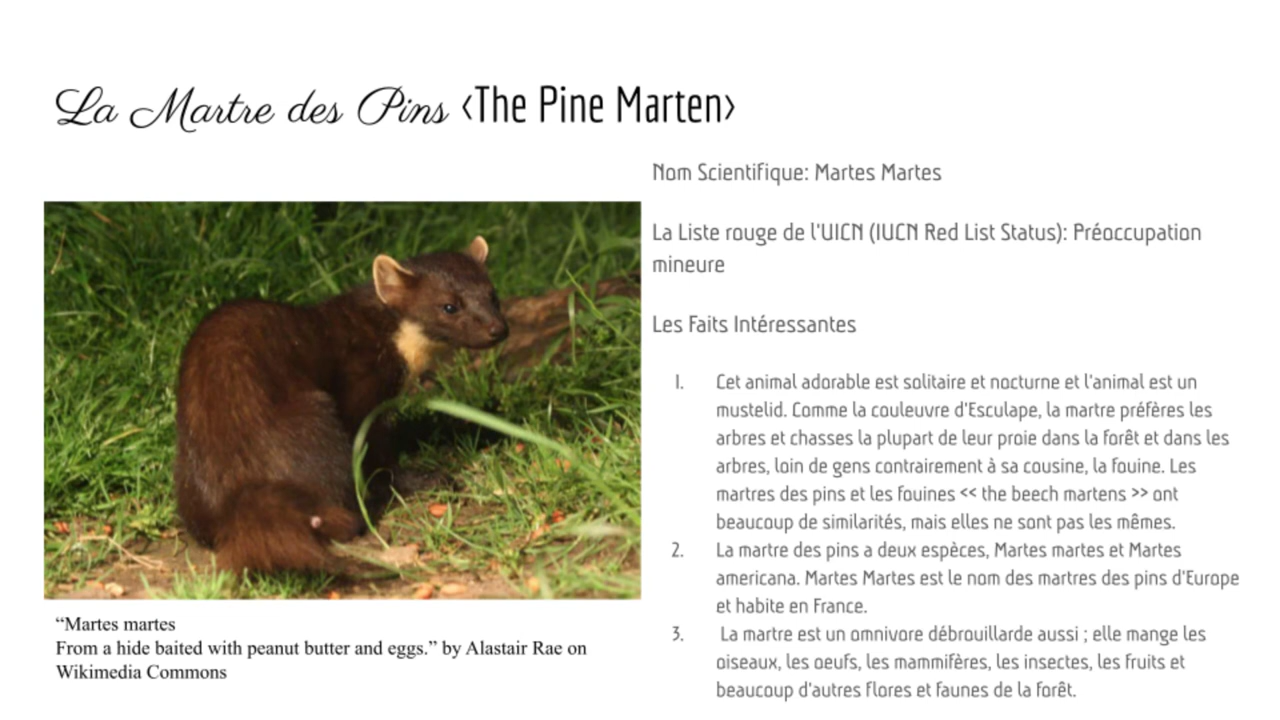 La Martre des Pins <The Pine Marten>
Nom Scientifique: Martes Martes
La Liste rouge de l'UICN (IUCN Red List Status): Préoccupation
mineure
Les Faits Intéressantes
1. Cet animal adorable est solitaire et nocturne et l'animal est un
mustelid. Comme la couleuvre d'Esculape, la martre préfères les
arbres et chasses la plupart de leur proie dans la forêt et dans les
arbres, loin de gens contrairement à sa cousine, la fouine. Les
martres des pins et les fouines << the beech martens >> ont
beaucoup de similarités, mais elles ne sont pas les mêmes.
2. La martre des pins a deux espèces, Martes martes et Martes
americana. Martes Martes est le nom des martres des pins d'Europe
et habite en France.
3. La martre est un omnivore débrouillarde aussi ; elle mange les
oiseaux, les oeufs, les mammifères, les insectes, les fruits et
beaucoup d'autres flores et faunes de la forêt.
“Martes martes
From a hide baited with peanut butter and eggs.” by Alastair Rae on
Wikimedia Commons